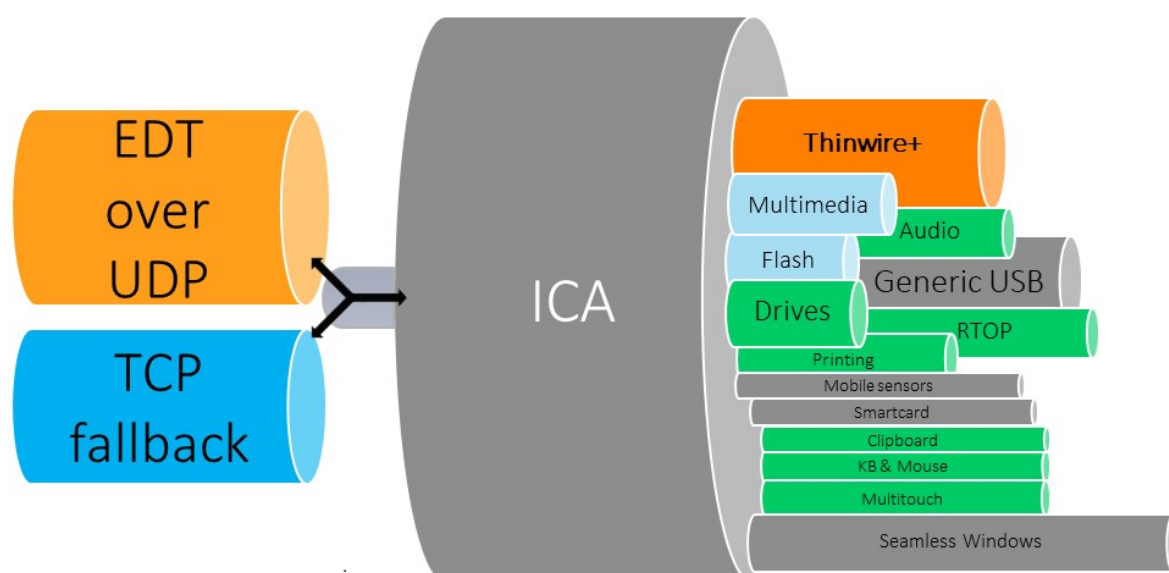 EDT
over
UDP
TCP
fallback
ICA
Thinwire+
Multimedia
Audio
Flash
Generic USB
Drives
RTOP
Printing
Mobile sensors
Smartcard
Clipboard
KB & Mouse
Multitouch
Seamless Windows